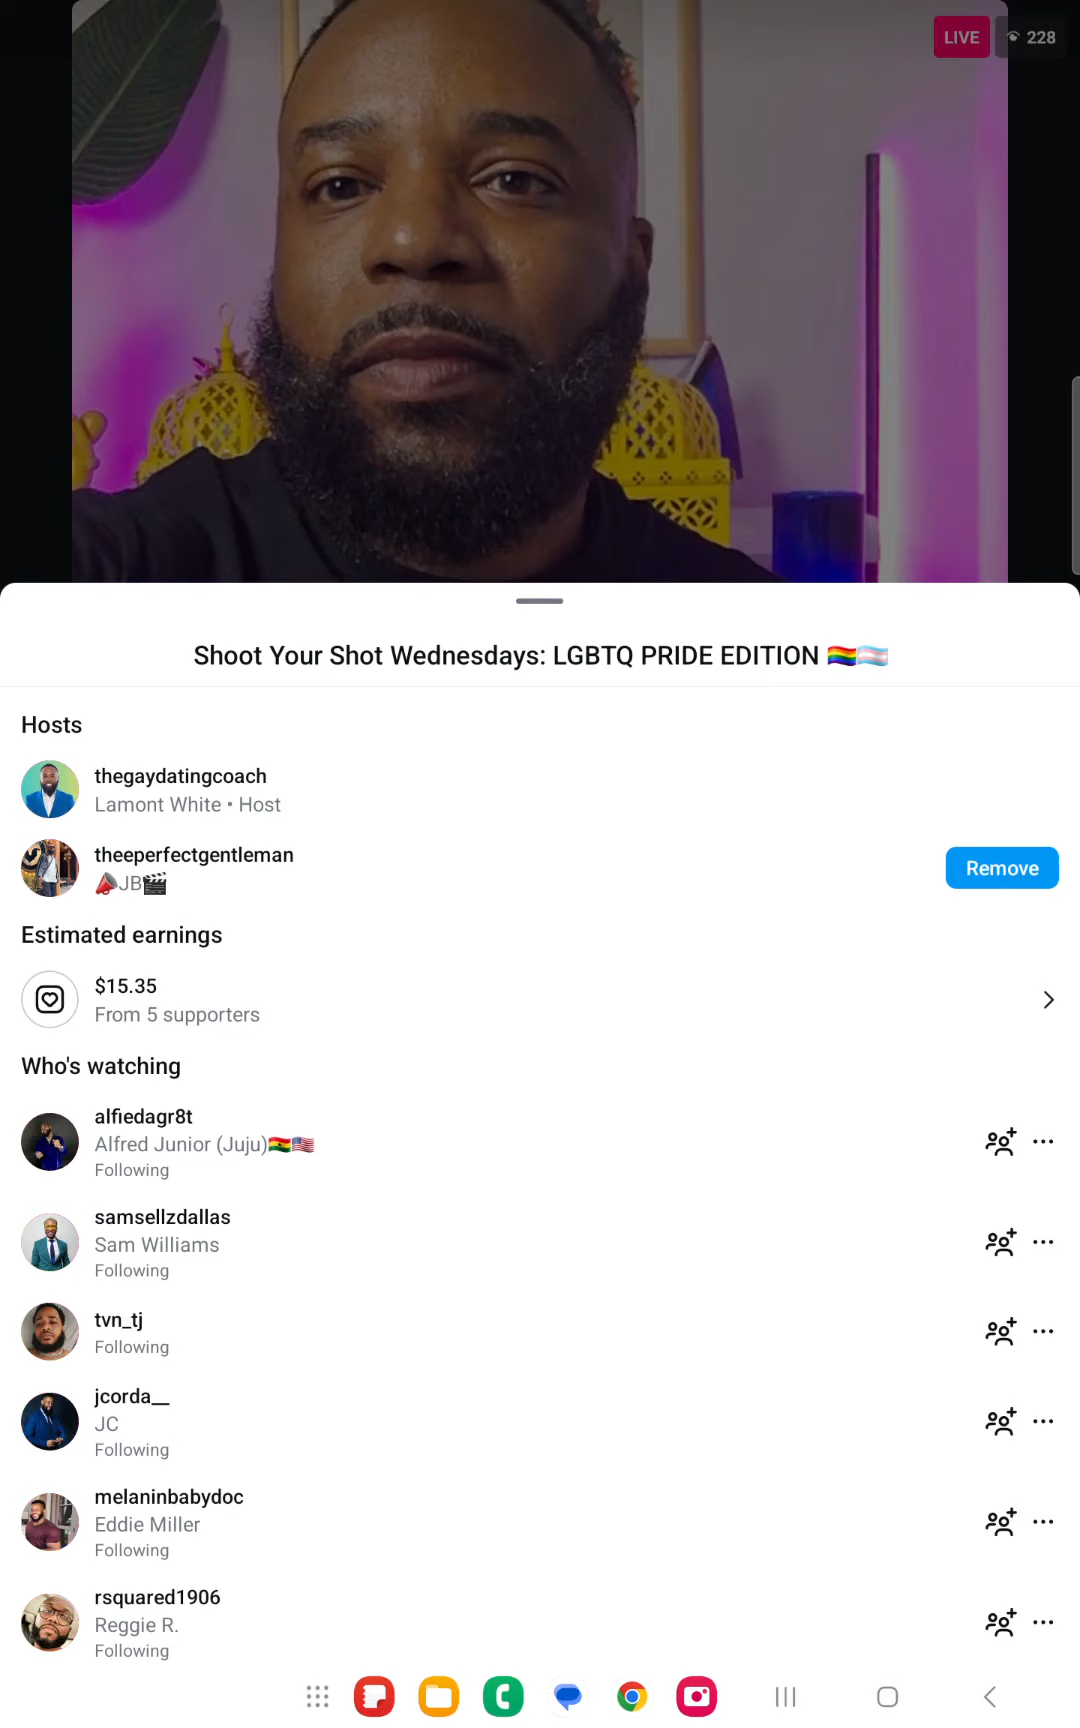 LIVE 228
Shoot Your Shot Wednesdays: LGBTQ PRIDE EDITION 🏳️‍🌈🏳️‍⚧️
Hosts
thegaydatingcoach
Lamont White • Host
theeperfectgentleman
📣JB🎬
Remove
Estimated earnings
$15.35
From 5 supporters
Who's watching
alfiedagr8t
Alfred Junior (Juju)🇬🇭🇺🇸
Following
samsellzdallas
Sam Williams
Following
tvn_tj
Following
jcorda__
JC
Following
melaninbabydoc
Eddie Miller
Following
rsquared1906
Reggie R.
Following